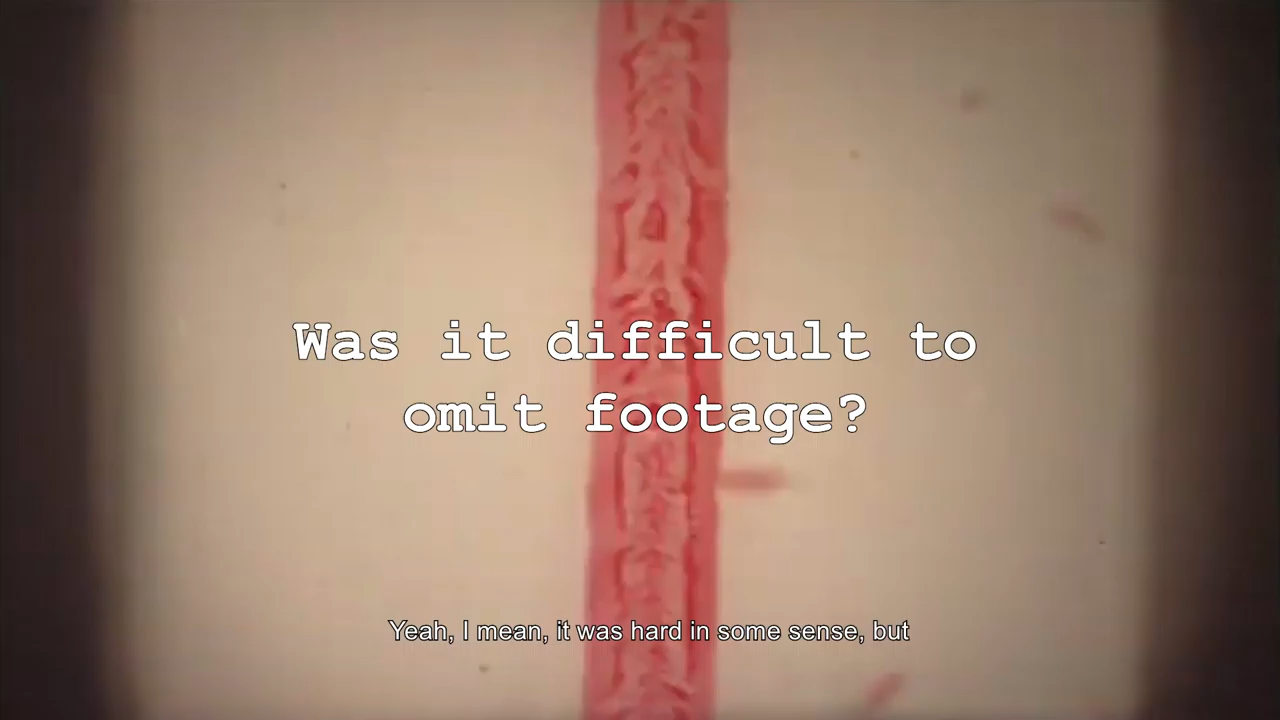 Was it difficult to
omit footage?
Yeah, I mean, it was hard in some sense, but